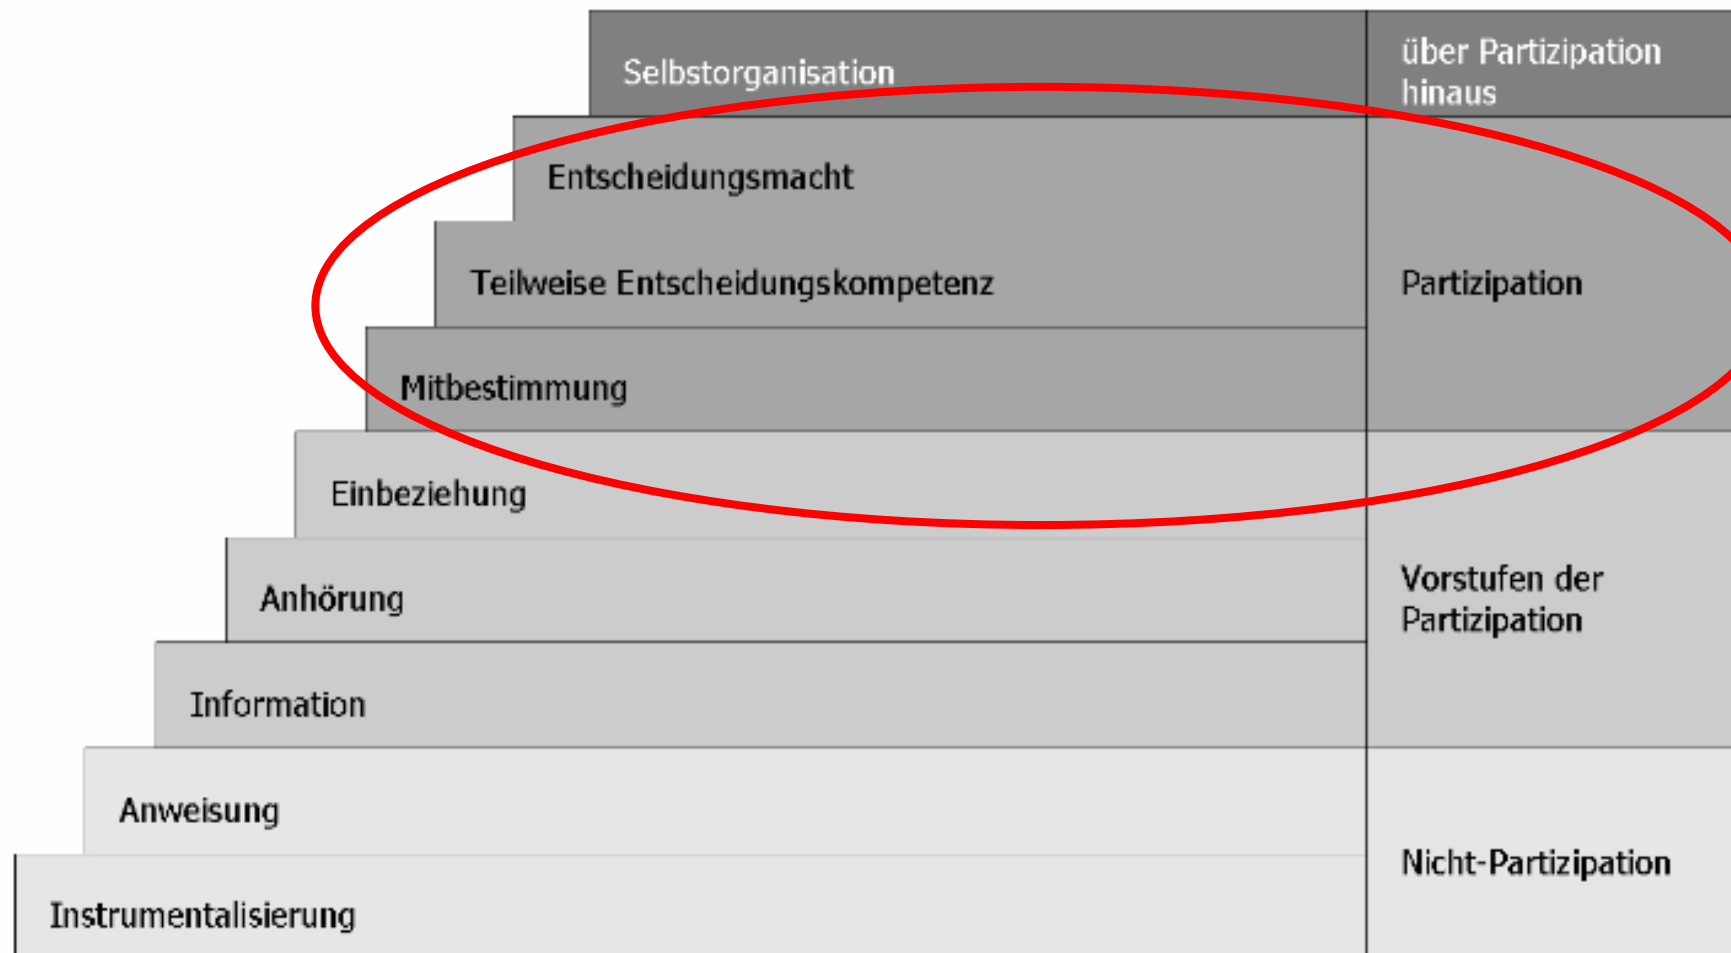 Selbstorganisation
über Partizipation
hinaus
Entscheidungsmacht
Teilweise Entscheidungskompetenz
Partizipation
Mitbestimmung
Einbeziehung
Anhörung
Vorstufen der
Partizipation
Information
Anweisung
Nicht-Partizipation
Instrumentalisierung